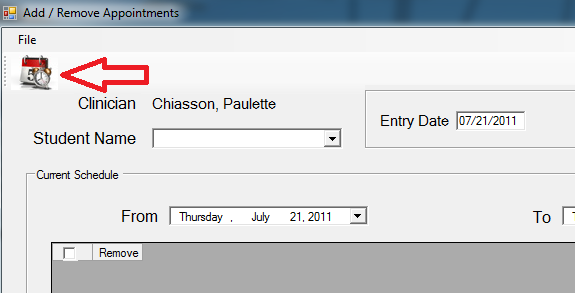 Add / Remove Appointments
File
Clinician Chiasson, Paulette
Student Name
Entry Date 07/21/2011
Current Schedule
From Thursday , July 21, 2011
To
Remove